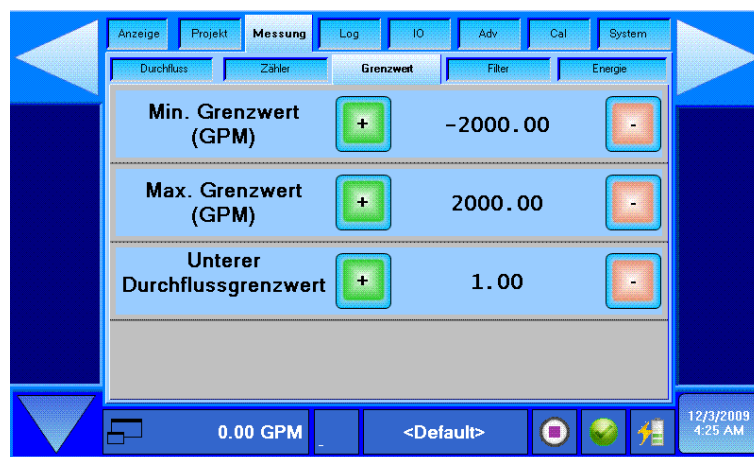 Anzeige Projekt Messung Log IO Adv Cal System
Durchfluss Zähler Grenzwert Filter Energie
Min. Grenzwert
(GPM)
+ -2000.00 -
Max. Grenzwert
(GPM)
+ 2000.00 -
Unterer
Durchflussgrenzwert
+ 1.00 -
0.00 GPM
<Default>
12/3/2009
4:25 AM